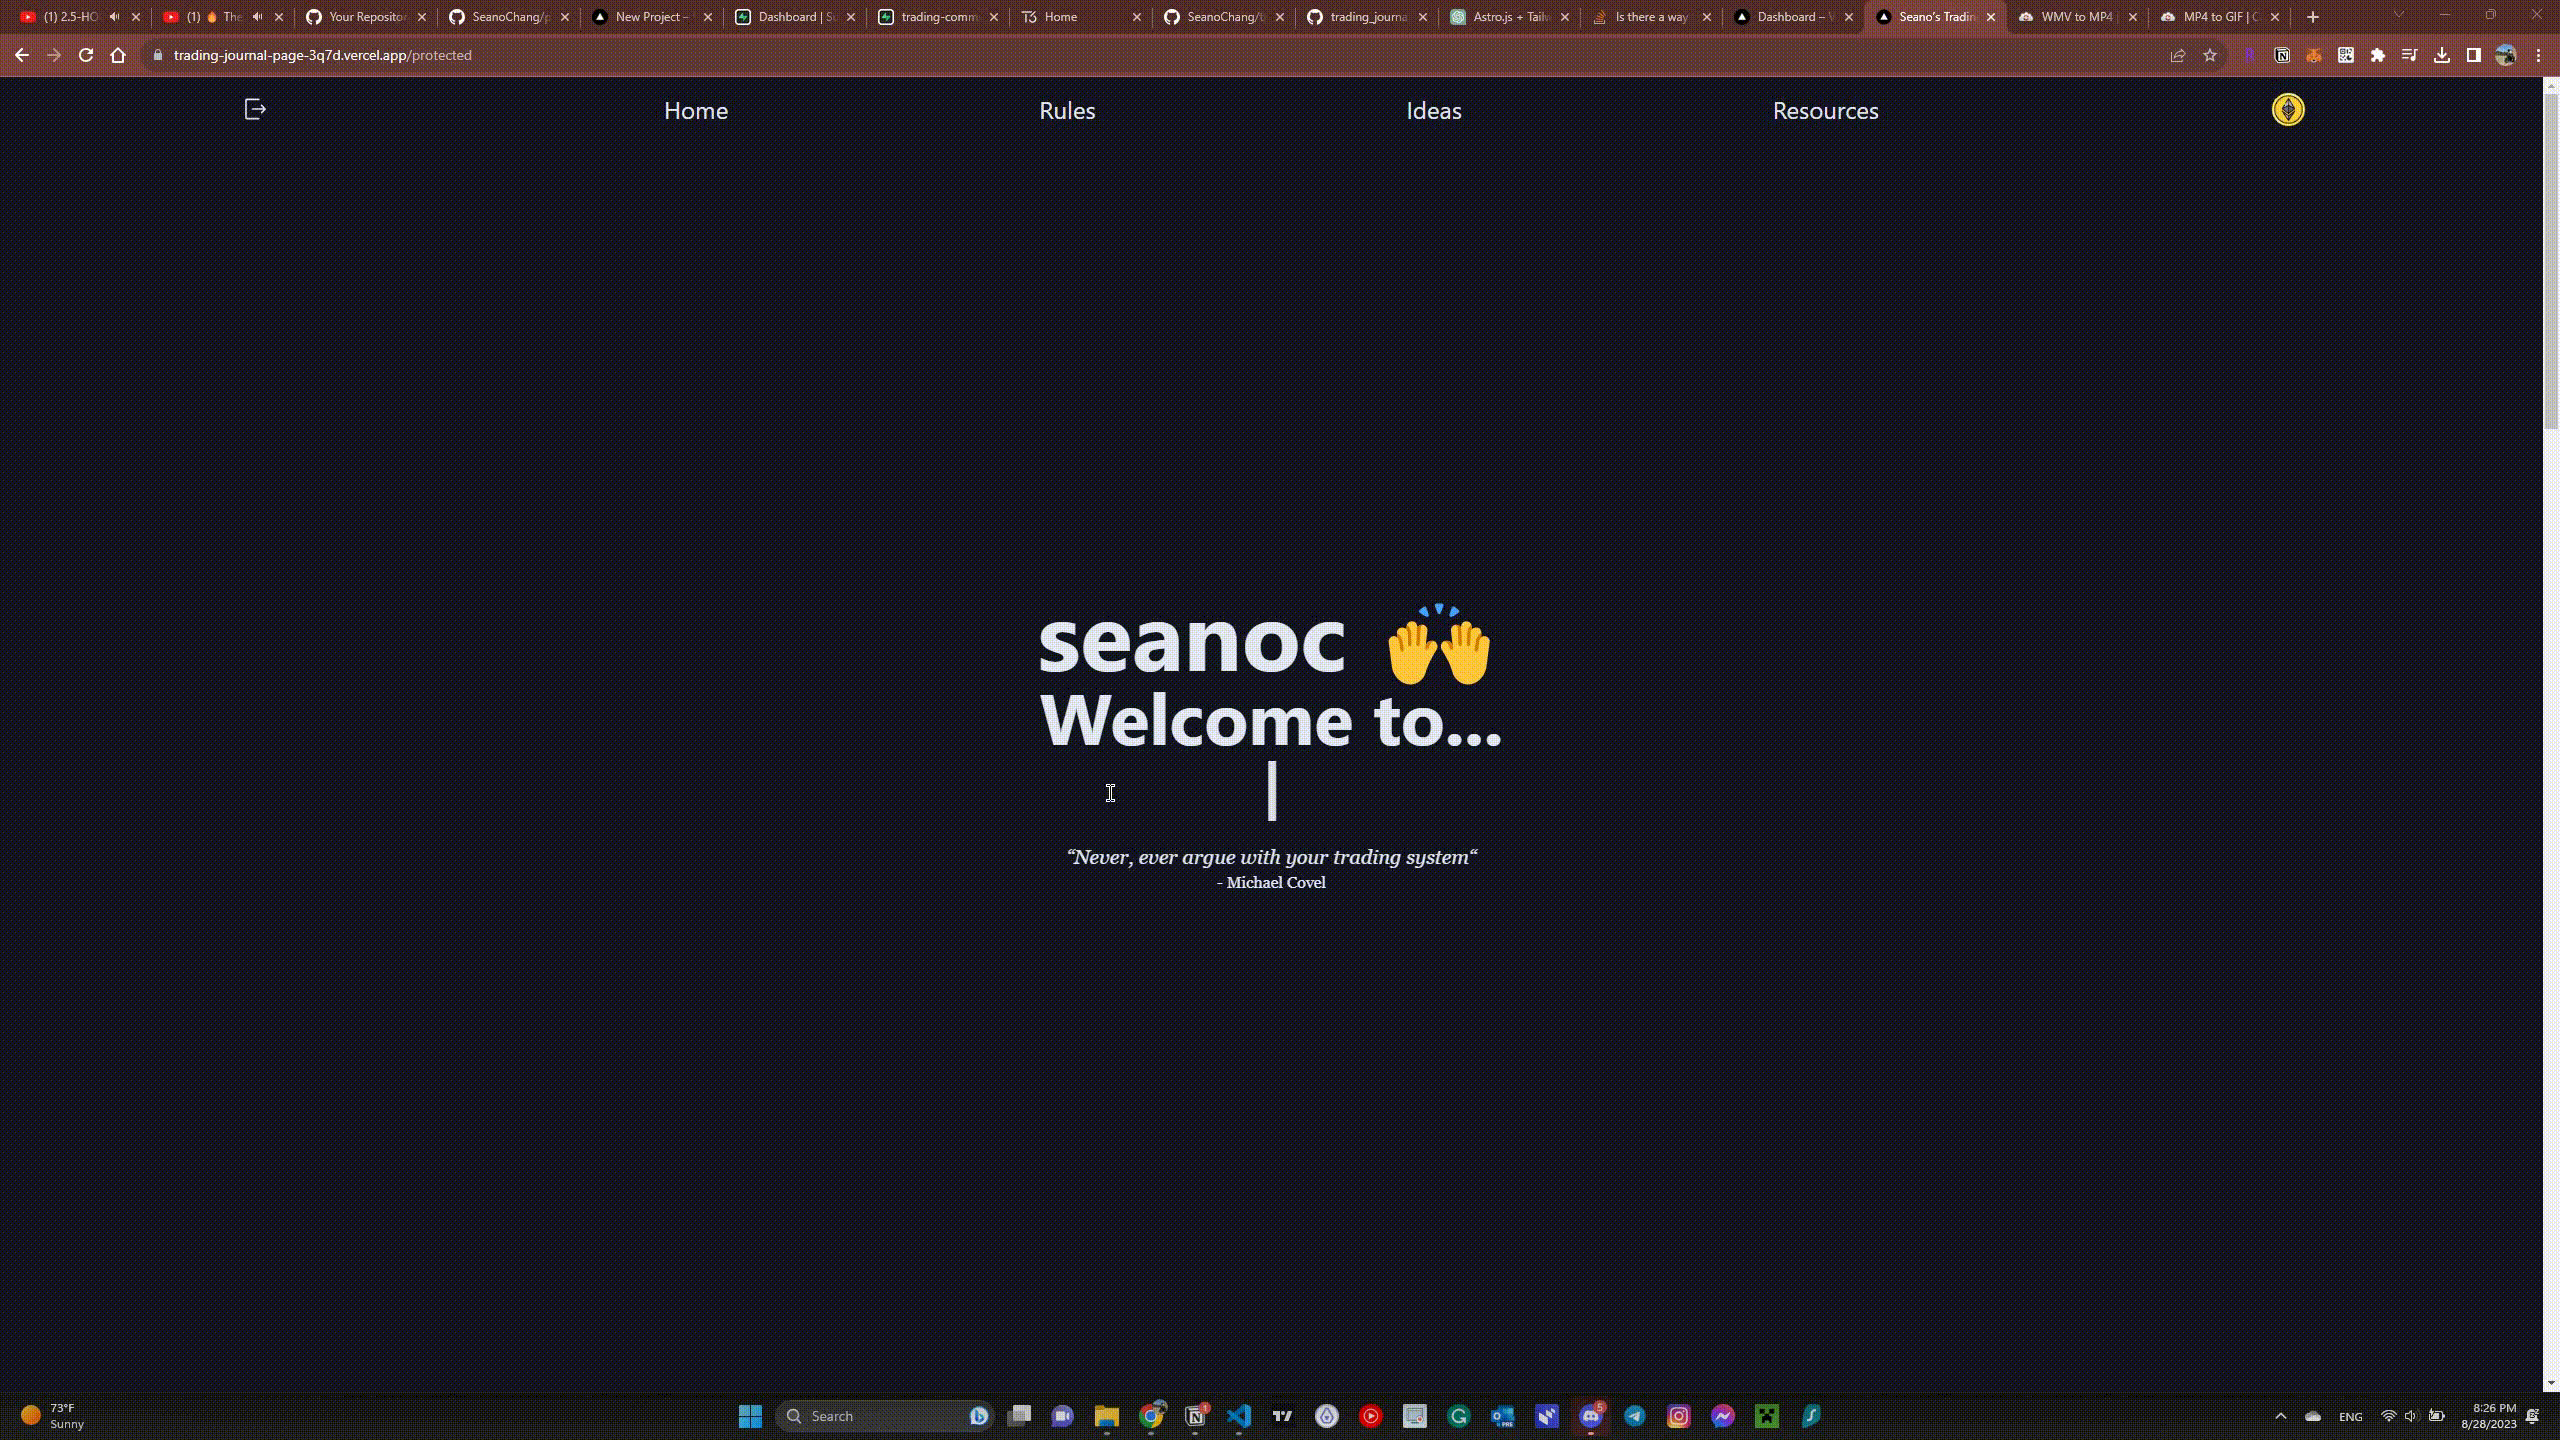 (1) 2.5-HO
(1) 🔥 The
Your Reposito
SeanoChang/p
New Project –
Dashboard | Su
trading-comm
Home
SeanoChang/
trading_journa
Astro.js + Tailw
Is there a way
Dashboard –
Seano's Tradin
WMV to MP4
MP4 to GIF | C
trading-journal-page-3q7d.vercel.app/protected
Home
Rules
Ideas
Resources
seanoc 🙌
Welcome to...
“Never, ever argue with your trading system“
- Michael Covel
73°F
Sunny
Search
ENG
8:26 PM
8/28/2023